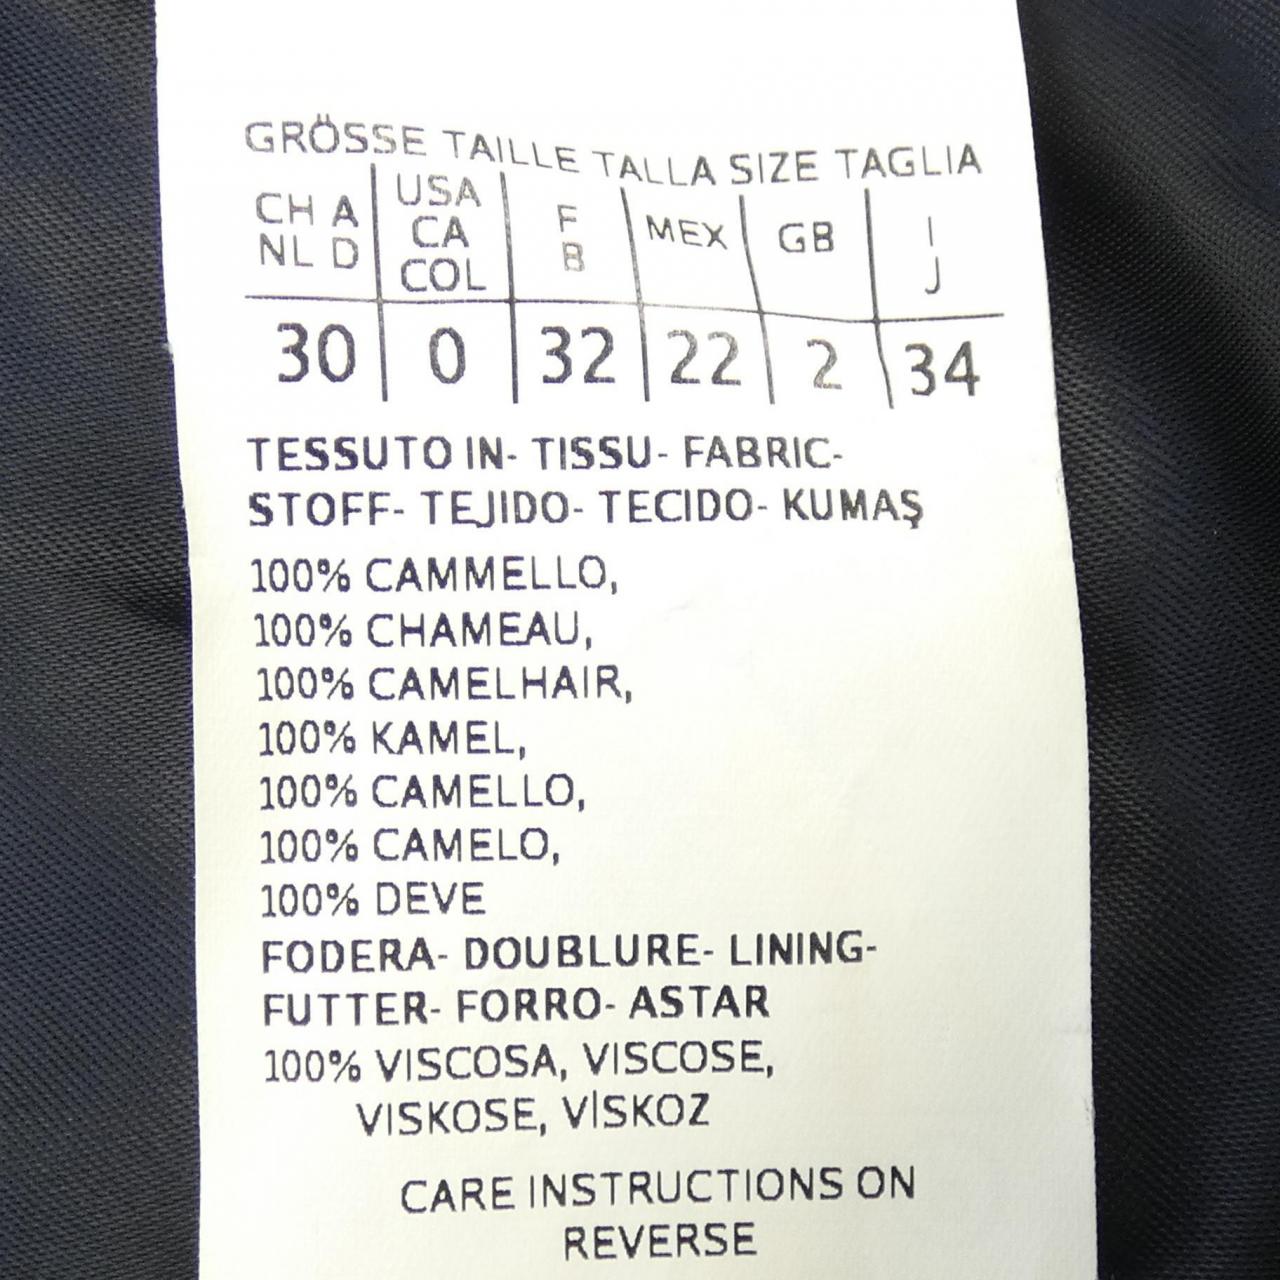 GRÖSSE TAILLE TALLA SIZE TAGLIA
CH A NL D | USA CA COL | F B | MEX | GB | I J
30 | 0 | 32 | 22 | 2 | 34
TESSUTO IN- TISSU- FABRIC-
STOFF- TEJIDO- TECIDO- KUMAŞ
100% CAMMELLO,
100% CHAMEAU,
100% CAMELHAIR,
100% KAMEL,
100% CAMELLO,
100% CAMELO,
100% DEVE
FODERA- DOUBLURE- LINING-
FUTTER- FORRO- ASTAR
100% VISCOSA, VISCOSE,
VISKOSE, VİSKOZ
CARE INSTRUCTIONS ON
REVERSE